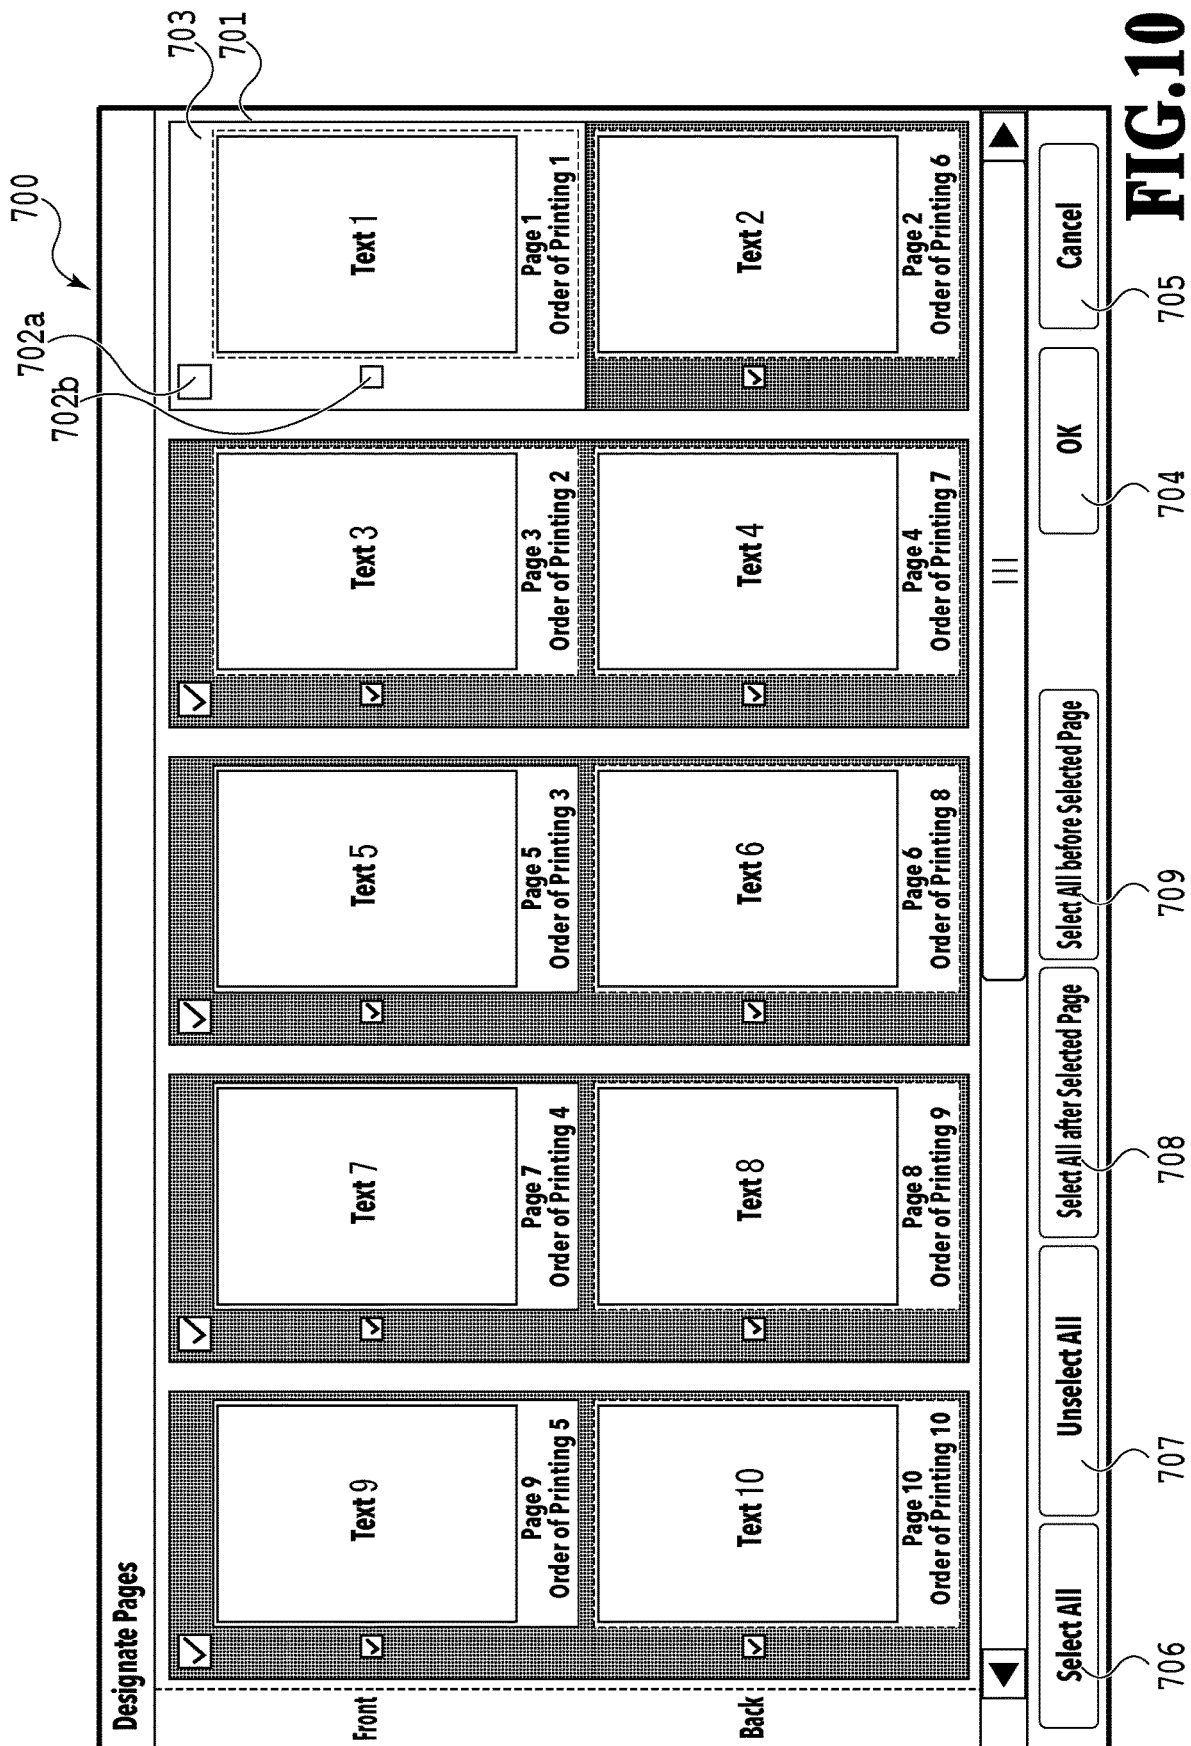 700
Designate Pages
703
701
702a
702b
Front
Text 9
Page 9
Order of Printing 5
Text 7
Page 7
Order of Printing 4
Text 5
Page 5
Order of Printing 3
Text 3
Page 3
Order of Printing 2
Text 1
Page 1
Order of Printing 1
Back
Text 10
Page 10
Order of Printing 10
Text 8
Page 8
Order of Printing 9
Text 6
Page 6
Order of Printing 8
Text 4
Page 4
Order of Printing 7
Text 2
Page 2
Order of Printing 6
Select All
Unselect All
Select All after Selected Page
Select All before Selected Page
OK
Cancel
706
707
708
709
704
705
FIG.10